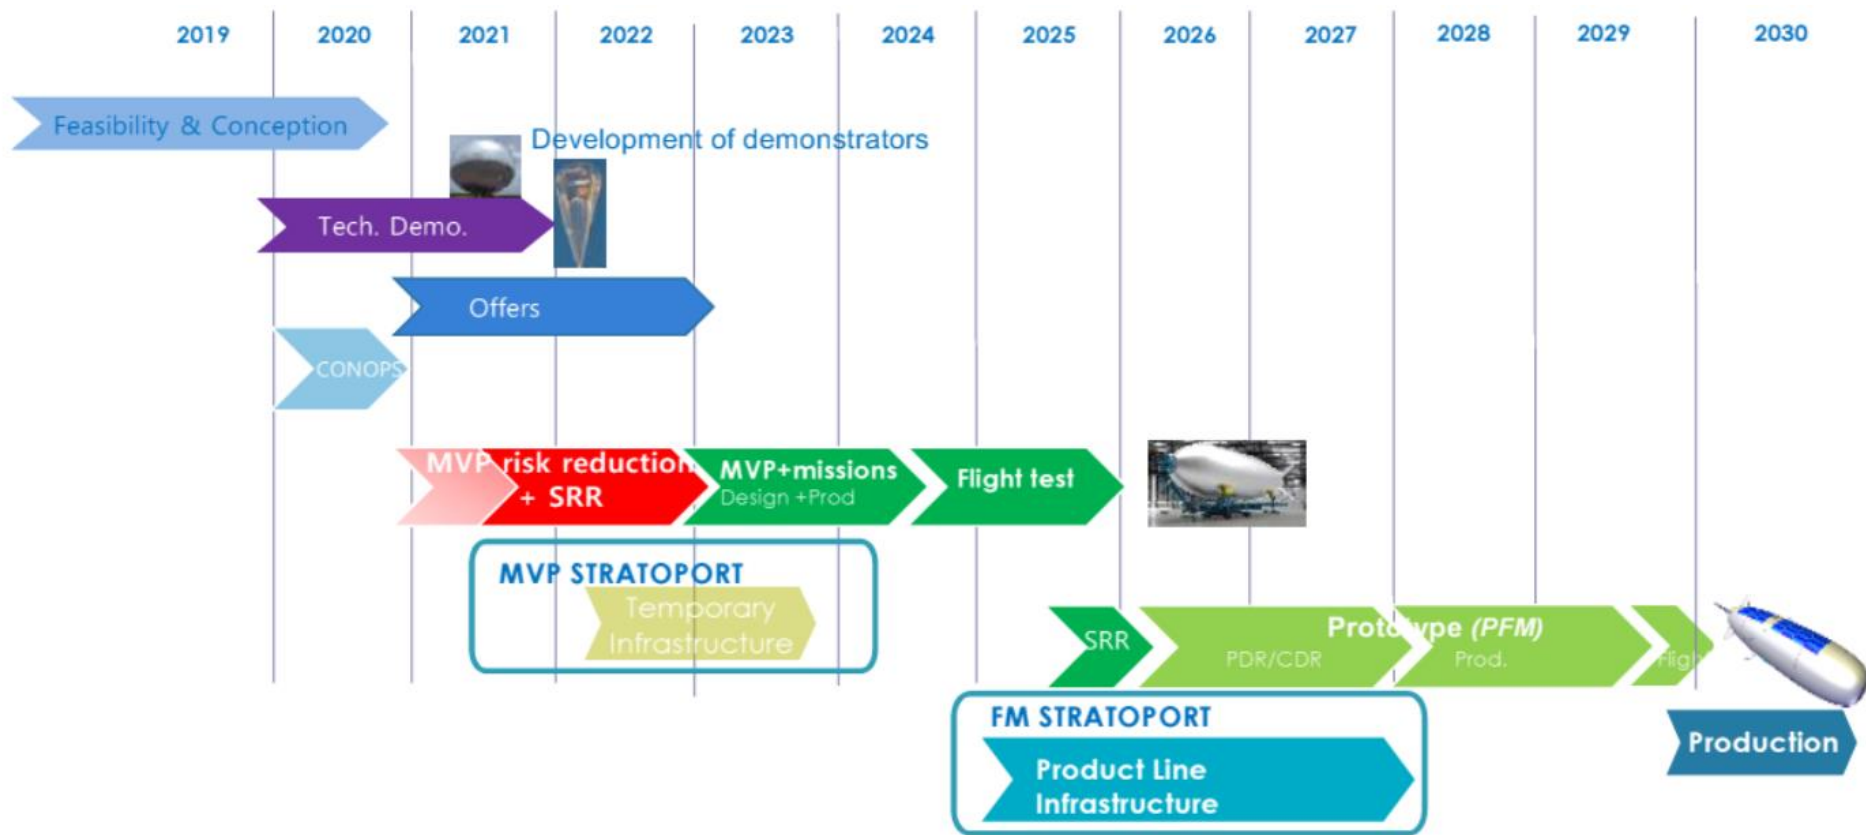 2019 2020 2021 2022 2023 2024 2025 2026 2027 2028 2029 2030
Feasibility & Conception
Development of demonstrators
Tech. Demo.
Offers
CONOPS
MVP risk reduction
+ SRR
MVP+missions
Design +Prod
Flight test
MVP STRATOPORT
Temporary
Infrastructure
SRR
Prototype (PFM)
PDR/CDR
Prod.
Fligh
FM STRATOPORT
Product Line
Infrastructure
Production